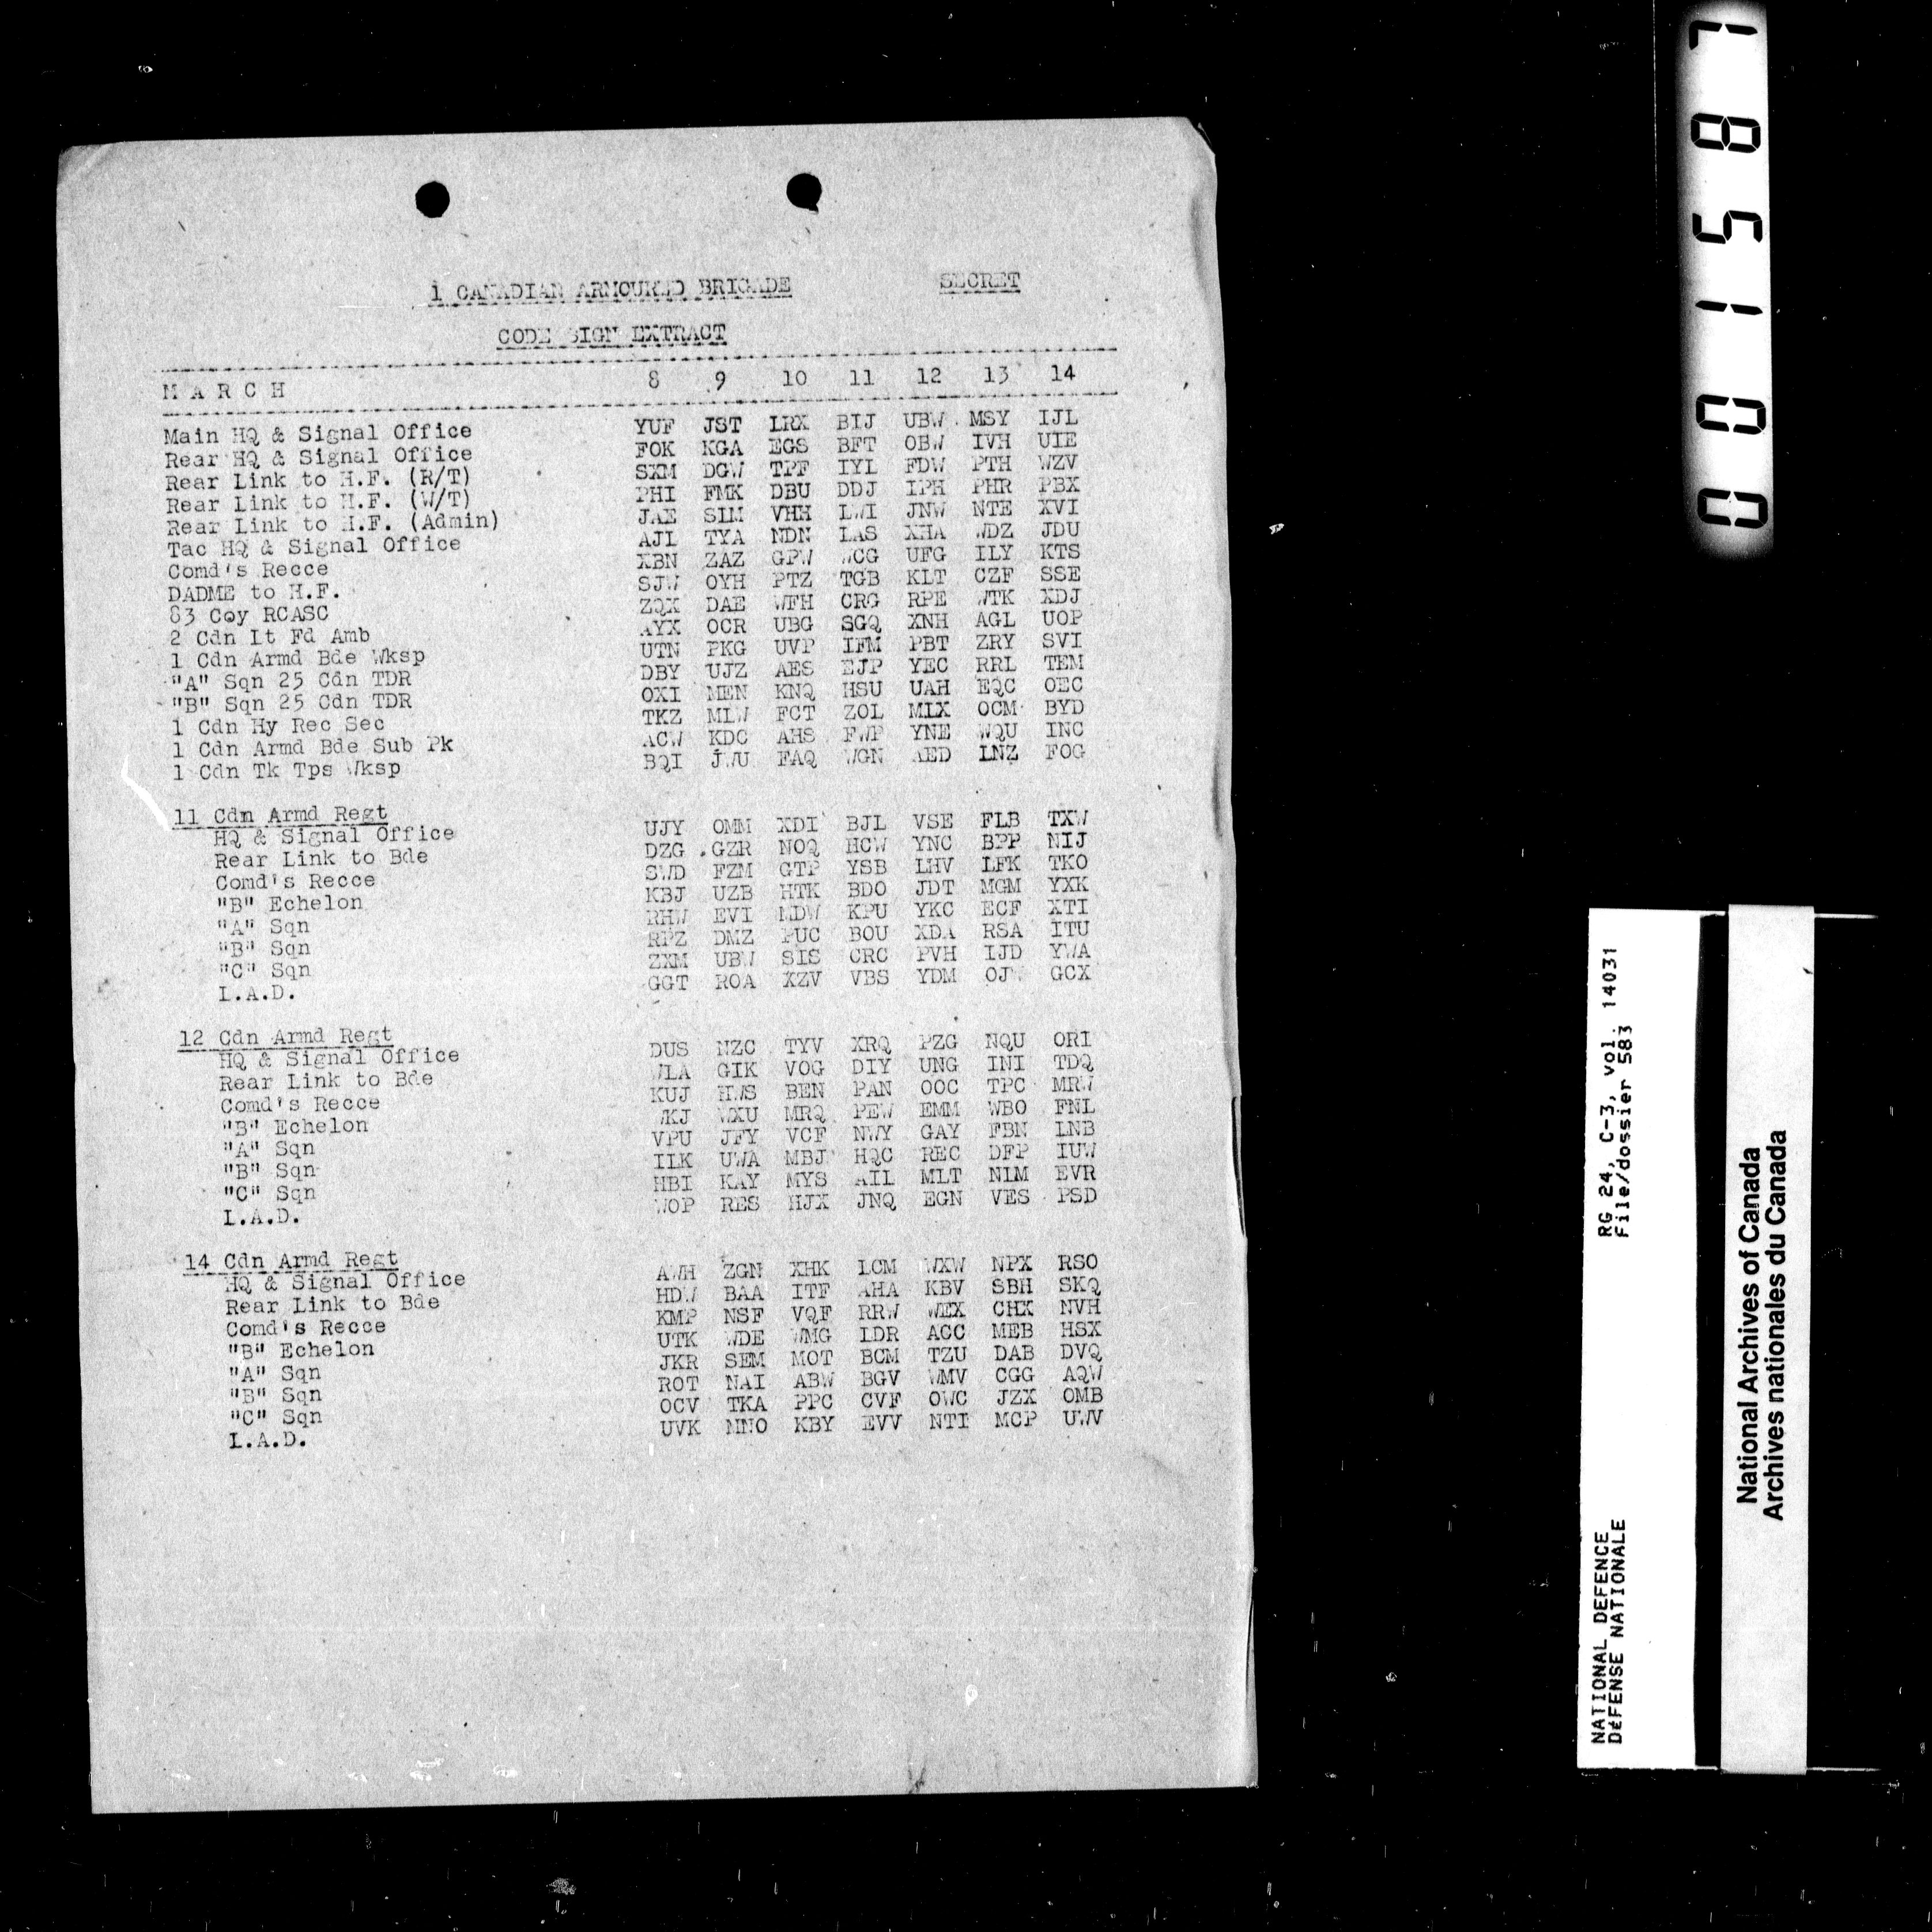 1 CANADIAN ARMOURED BRIGADE SECRET
CODE SIGN EXTRACT
MARCH 8 9 10 11 12 13 14
Main HQ & Signal Office YUF JST LRX BIJ UBW MSY IJL
Rear HQ & Signal Office FOK KGA EGS BFT OBW IVH UIE
Rear Link to H.F. (R/T) SXM DGW TPF IYL FDW PTH WZV
Rear Link to H.F. (W/T) PHI FMK DBU DDJ IPH PHR PBX
Rear Link to H.F. (Admin) JAE SIM VHH LWI JNW NTE XVI
Tac HQ & Signal Office AJL TYA NDN LAS XHA WDZ JDU
Comd's Recce XBN ZAZ GPW WCG UFG ILY KTS
DADME to H.F. SJW OYH PTZ TGB KLT CZF SSE
83 Coy RCASC ZQX DAE WFH CRG RPE WTK XDJ
2 Cdn Lt Fd Amb AYX OCR UBG SGQ XNH AGL UOP
1 Cdn Armd Bde Wksp UTN PKG UVP IFM PBT ZRY SVI
"A" Sqn 25 Cdn TDR DBY UJZ AES EJP YEC RRL TEM
"B" Sqn 25 Cdn TDR OXI MEN KNQ HSU UAH EQC OEC
1 Cdn Hy Rec Sec TKZ MLW FCT ZOL MLX OCM BYD
1 Cdn Armd Bde Sub Pk ACW KDC AHS FWP YNE WQU INC
1 Cdn Tk Tps Wksp BQI JWU FAQ WGN AED LNZ FOG
11 Cdn Armd Regt
HQ & Signal Office UJY OMM XDI BJL VSE FLB TXW
Rear Link to Bde DZG GZR NOQ HCW YNC BPP NIJ
Comd's Recce SWD FZM GTP YSB LHV LFK TKO
"B" Echelon KBJ UZB HTK BDO JDT MGM YXK
"A" Sqn RHW EVI MDW KPU YKC ECF XTI
"B" Sqn RPZ DMZ PUC BOU XDA RSA ITU
"C" Sqn ZXM UBW SIS CRC PVH IJD YWA
L.A.D. GGT ROA XZV VBS YDM OJW GCX
12 Cdn Armd Regt
HQ & Signal Office DUS NZC TYV XRQ PZG NQU ORI
Rear Link to Bde WLA GIK VOG DIY UNG INI TDQ
Comd's Recce KUJ HWS BEN PAN OOC TPC MRW
"B" Echelon WKJ WXU MRQ PEW EMM WBO FNL
"A" Sqn VPU JFY VCF NWY GAY FBN LNB
"B" Sqn ILK UWA MBJ HQC REC DFP IUW
"C" Sqn HBI KAY MYS AIL MLT NIM EVR
L.A.D. WOP RES HJX JNQ EGN VES PSD
14 Cdn Armd Regt
HQ & Signal Office AWH ZGN XHK LCM WXW NPX RSO
Rear Link to Bde HDW BAA ITF AHA KBV SBH SKQ
Comd's Recce KMP NSF VQF RRW WEX CHX NVH
"B" Echelon UTK WDE WMG LDR ACC MEB HSX
"A" Sqn JKR SEM MOT BCM TZU DAB DVQ
"B" Sqn ROT NAI ABW BGV WMV CGG AQW
"C" Sqn OCV TKA PPC CVF OWC JZX OMB
L.A.D. UVK MNO KBY EVV NTI MCP UWV
001587
RG 24, C-3, vol. 14031
File/dossier 583
NATIONAL DEFENCE
DÉFENSE NATIONALE
National Archives of Canada
Archives nationales du Canada